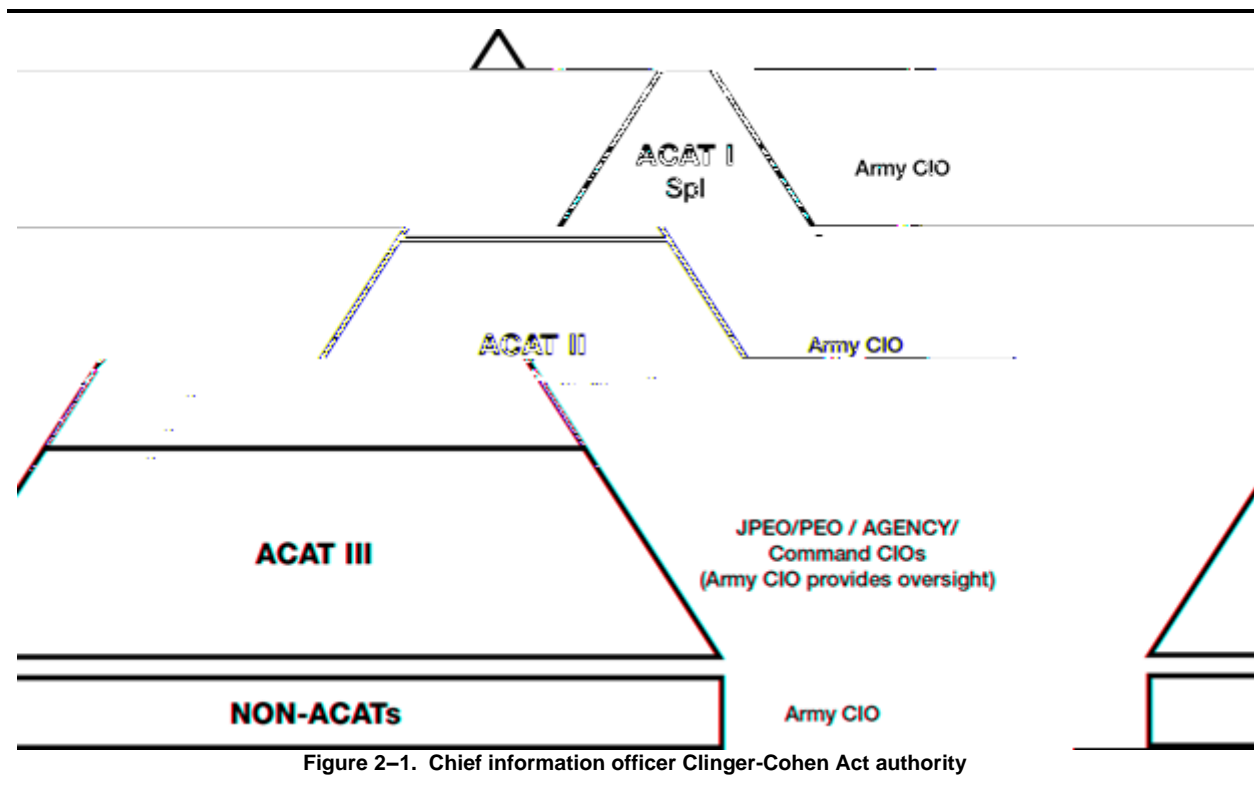 ACAT I
Spl
Army CIO
ACAT II
Army CIO
ACAT III
JPEO/PEO / AGENCY/
Command CIOs
(Army CIO provides oversight)
NON-ACATs
Army CIO
Figure 2–1. Chief information officer Clinger-Cohen Act authority